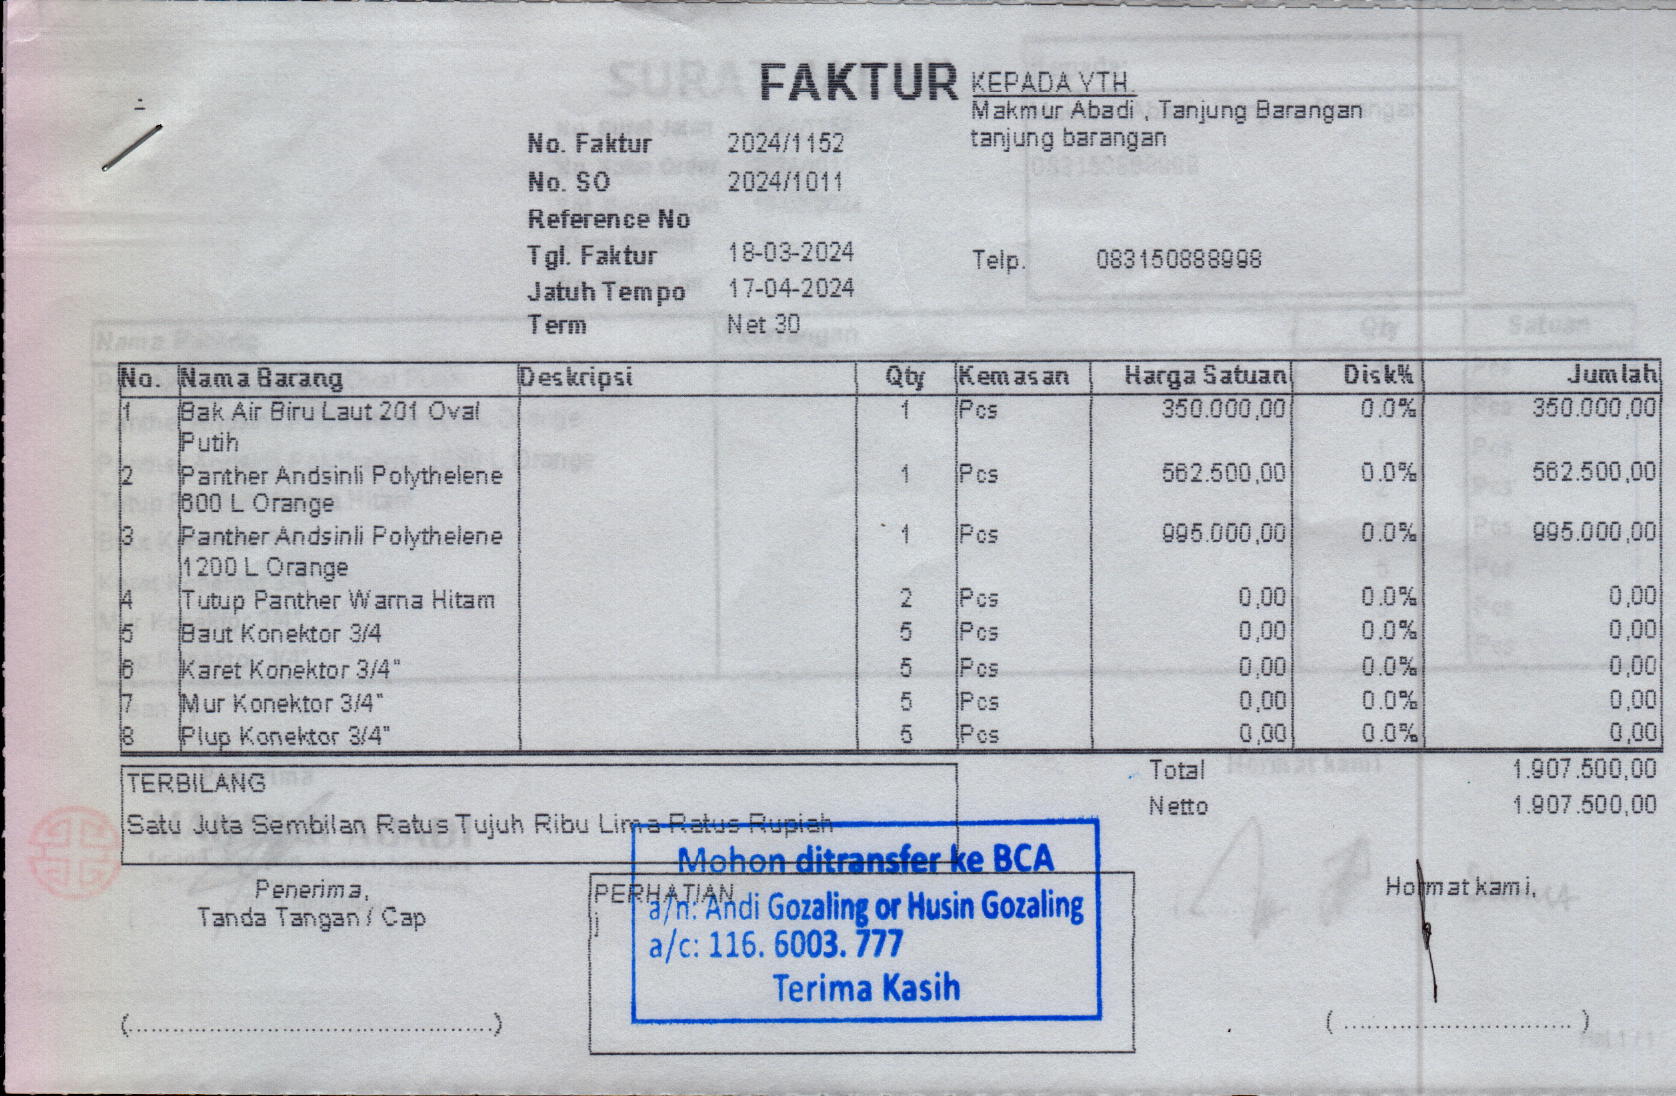 FAKTUR
KEPADA YTH.
Makmur Abadi , Tanjung Barangan
tanjung barangan
No. Faktur 2024/1152
No. SO 2024/1011
Reference No
Tgl. Faktur 18-03-2024
Telp. 083150888998
Jatuh Tempo 17-04-2024
Term Net 30
No. Nama Barang Deskripsi Qty Kemasan Harga Satuan Disk% Jumlah
1 Bak Air Biru Laut 201 Oval 1 Pcs 350.000,00 0.0% 350.000,00
Putih
2 Panther Andsinli Polythelene 1 Pcs 562.500,00 0.0% 562.500,00
600 L Orange
3 Panther Andsinli Polythelene 1 Pcs 995.000,00 0.0% 995.000,00
1200 L Orange
4 Tutup Panther Warna Hitam 2 Pcs 0,00 0.0% 0,00
5 Baut Konektor 3/4 5 Pcs 0,00 0.0% 0,00
6 Karet Konektor 3/4" 5 Pcs 0,00 0.0% 0,00
7 Mur Konektor 3/4" 5 Pcs 0,00 0.0% 0,00
8 Plup Konektor 3/4" 5 Pcs 0,00 0.0% 0,00
Total 1.907.500,00
Netto 1.907.500,00
TERBILANG
Satu Juta Sembilan Ratus Tujuh Ribu Lima Ratus Rupiah
Penerima,
Tanda Tangan / Cap
(..............................................)
PERHATIAN
Mohon ditransfer ke BCA
a/n: Andi Gozaling or Husin Gozaling
a/c: 116. 6003. 777
Terima Kasih
Hormat kami,
( ............................. )